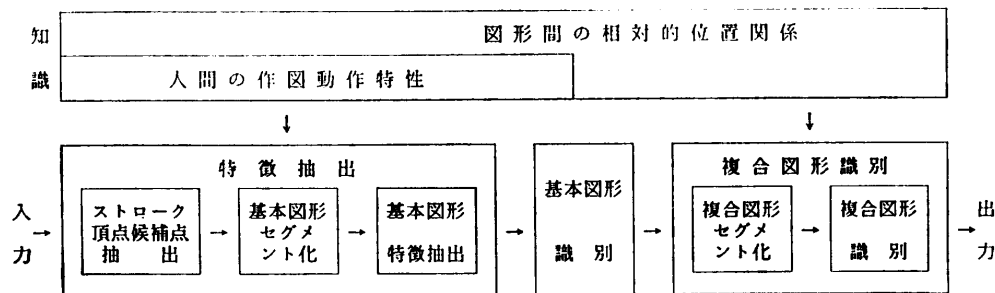 知識
図形間の相対的位置関係
人間の作図動作特性
↓ ↓
特徴抽出
複合図形識別
入力
→
ストローク
頂点候補点
抽出
→
基本図形
セグメ
ント化
→
基本図形
特徴抽出
→
基本図形
識別
→
複合図形
セグメ
ント化
→
複合図形
識別
→
出力